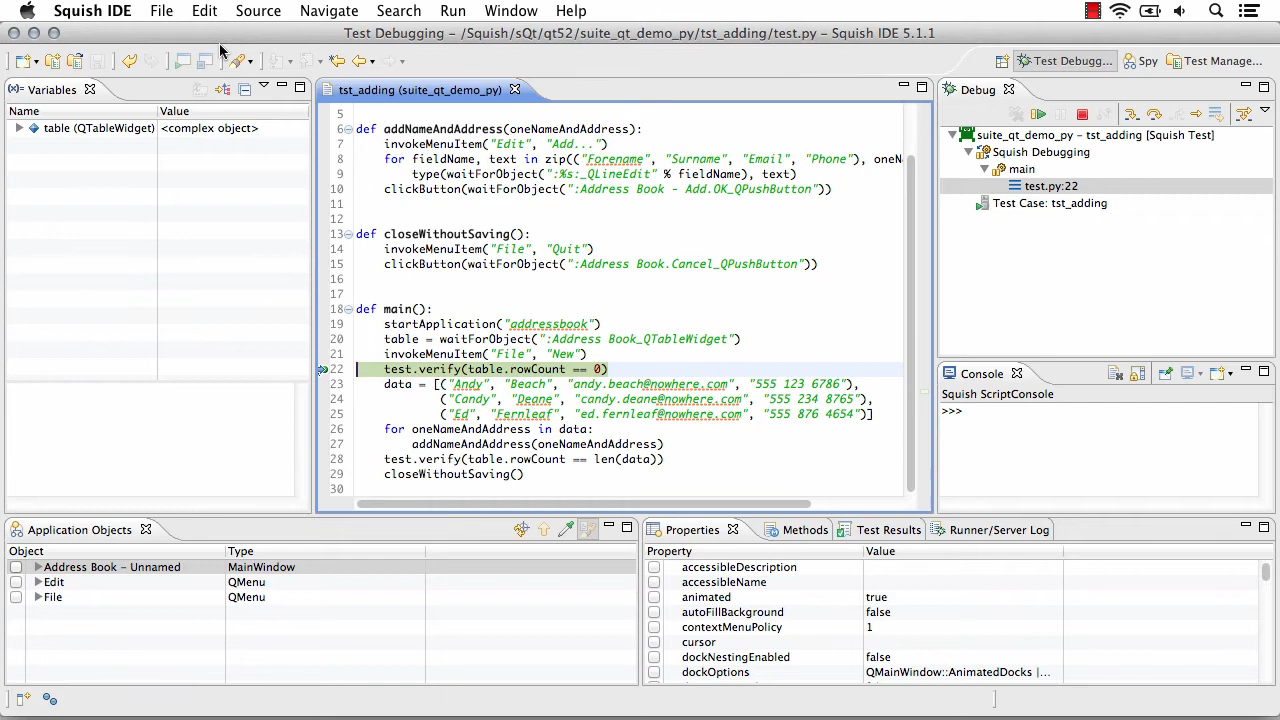 Squish IDE File Edit Source Navigate Search Run Window Help
Test Debugging – /Squish/sQt/qt52/suite_qt_demo_py/tst_adding/test.py – Squish IDE 5.1.1
Test Debugg... Spy Test Manage...
(x)= Variables
Name Value
table (QTableWidget) <complex object>
tst_adding (suite_qt_demo_py)
5
6 def addNameAndAddress(oneNameAndAddress):
7 invokeMenuItem("Edit", "Add...")
8 for fieldName, text in zip(("Forename", "Surname", "Email", "Phone"), oneN
9 type(waitForObject(":%s:_QLineEdit" % fieldName), text)
10 clickButton(waitForObject(":Address Book - Add.OK_QPushButton"))
11
12
13 def closeWithoutSaving():
14 invokeMenuItem("File", "Quit")
15 clickButton(waitForObject(":Address Book.Cancel_QPushButton"))
16
17
18 def main():
19 startApplication("addressbook")
20 table = waitForObject(":Address Book_QTableWidget")
21 invokeMenuItem("File", "New")
22 test.verify(table.rowCount == 0)
23 data = [("Andy", "Beach", "andy.beach@nowhere.com", "555 123 6786"),
24 ("Candy", "Deane", "candy.deane@nowhere.com", "555 234 8765"),
25 ("Ed", "Fernleaf", "ed.fernleaf@nowhere.com", "555 876 4654")]
26 for oneNameAndAddress in data:
27 addNameAndAddress(oneNameAndAddress)
28 test.verify(table.rowCount == len(data))
29 closeWithoutSaving()
30
Debug
suite_qt_demo_py – tst_adding [Squish Test]
Squish Debugging
main
test.py:22
Test Case: tst_adding
Console
Squish ScriptConsole
>>>
Application Objects
Object Type
Address Book – Unnamed MainWindow
Edit QMenu
File QMenu
Properties Methods Test Results Runner/Server Log
Property Value
accessibleDescription
accessibleName
animated true
autoFillBackground false
contextMenuPolicy 1
cursor
dockNestingEnabled false
dockOptions QMainWindow::AnimatedDocks |...